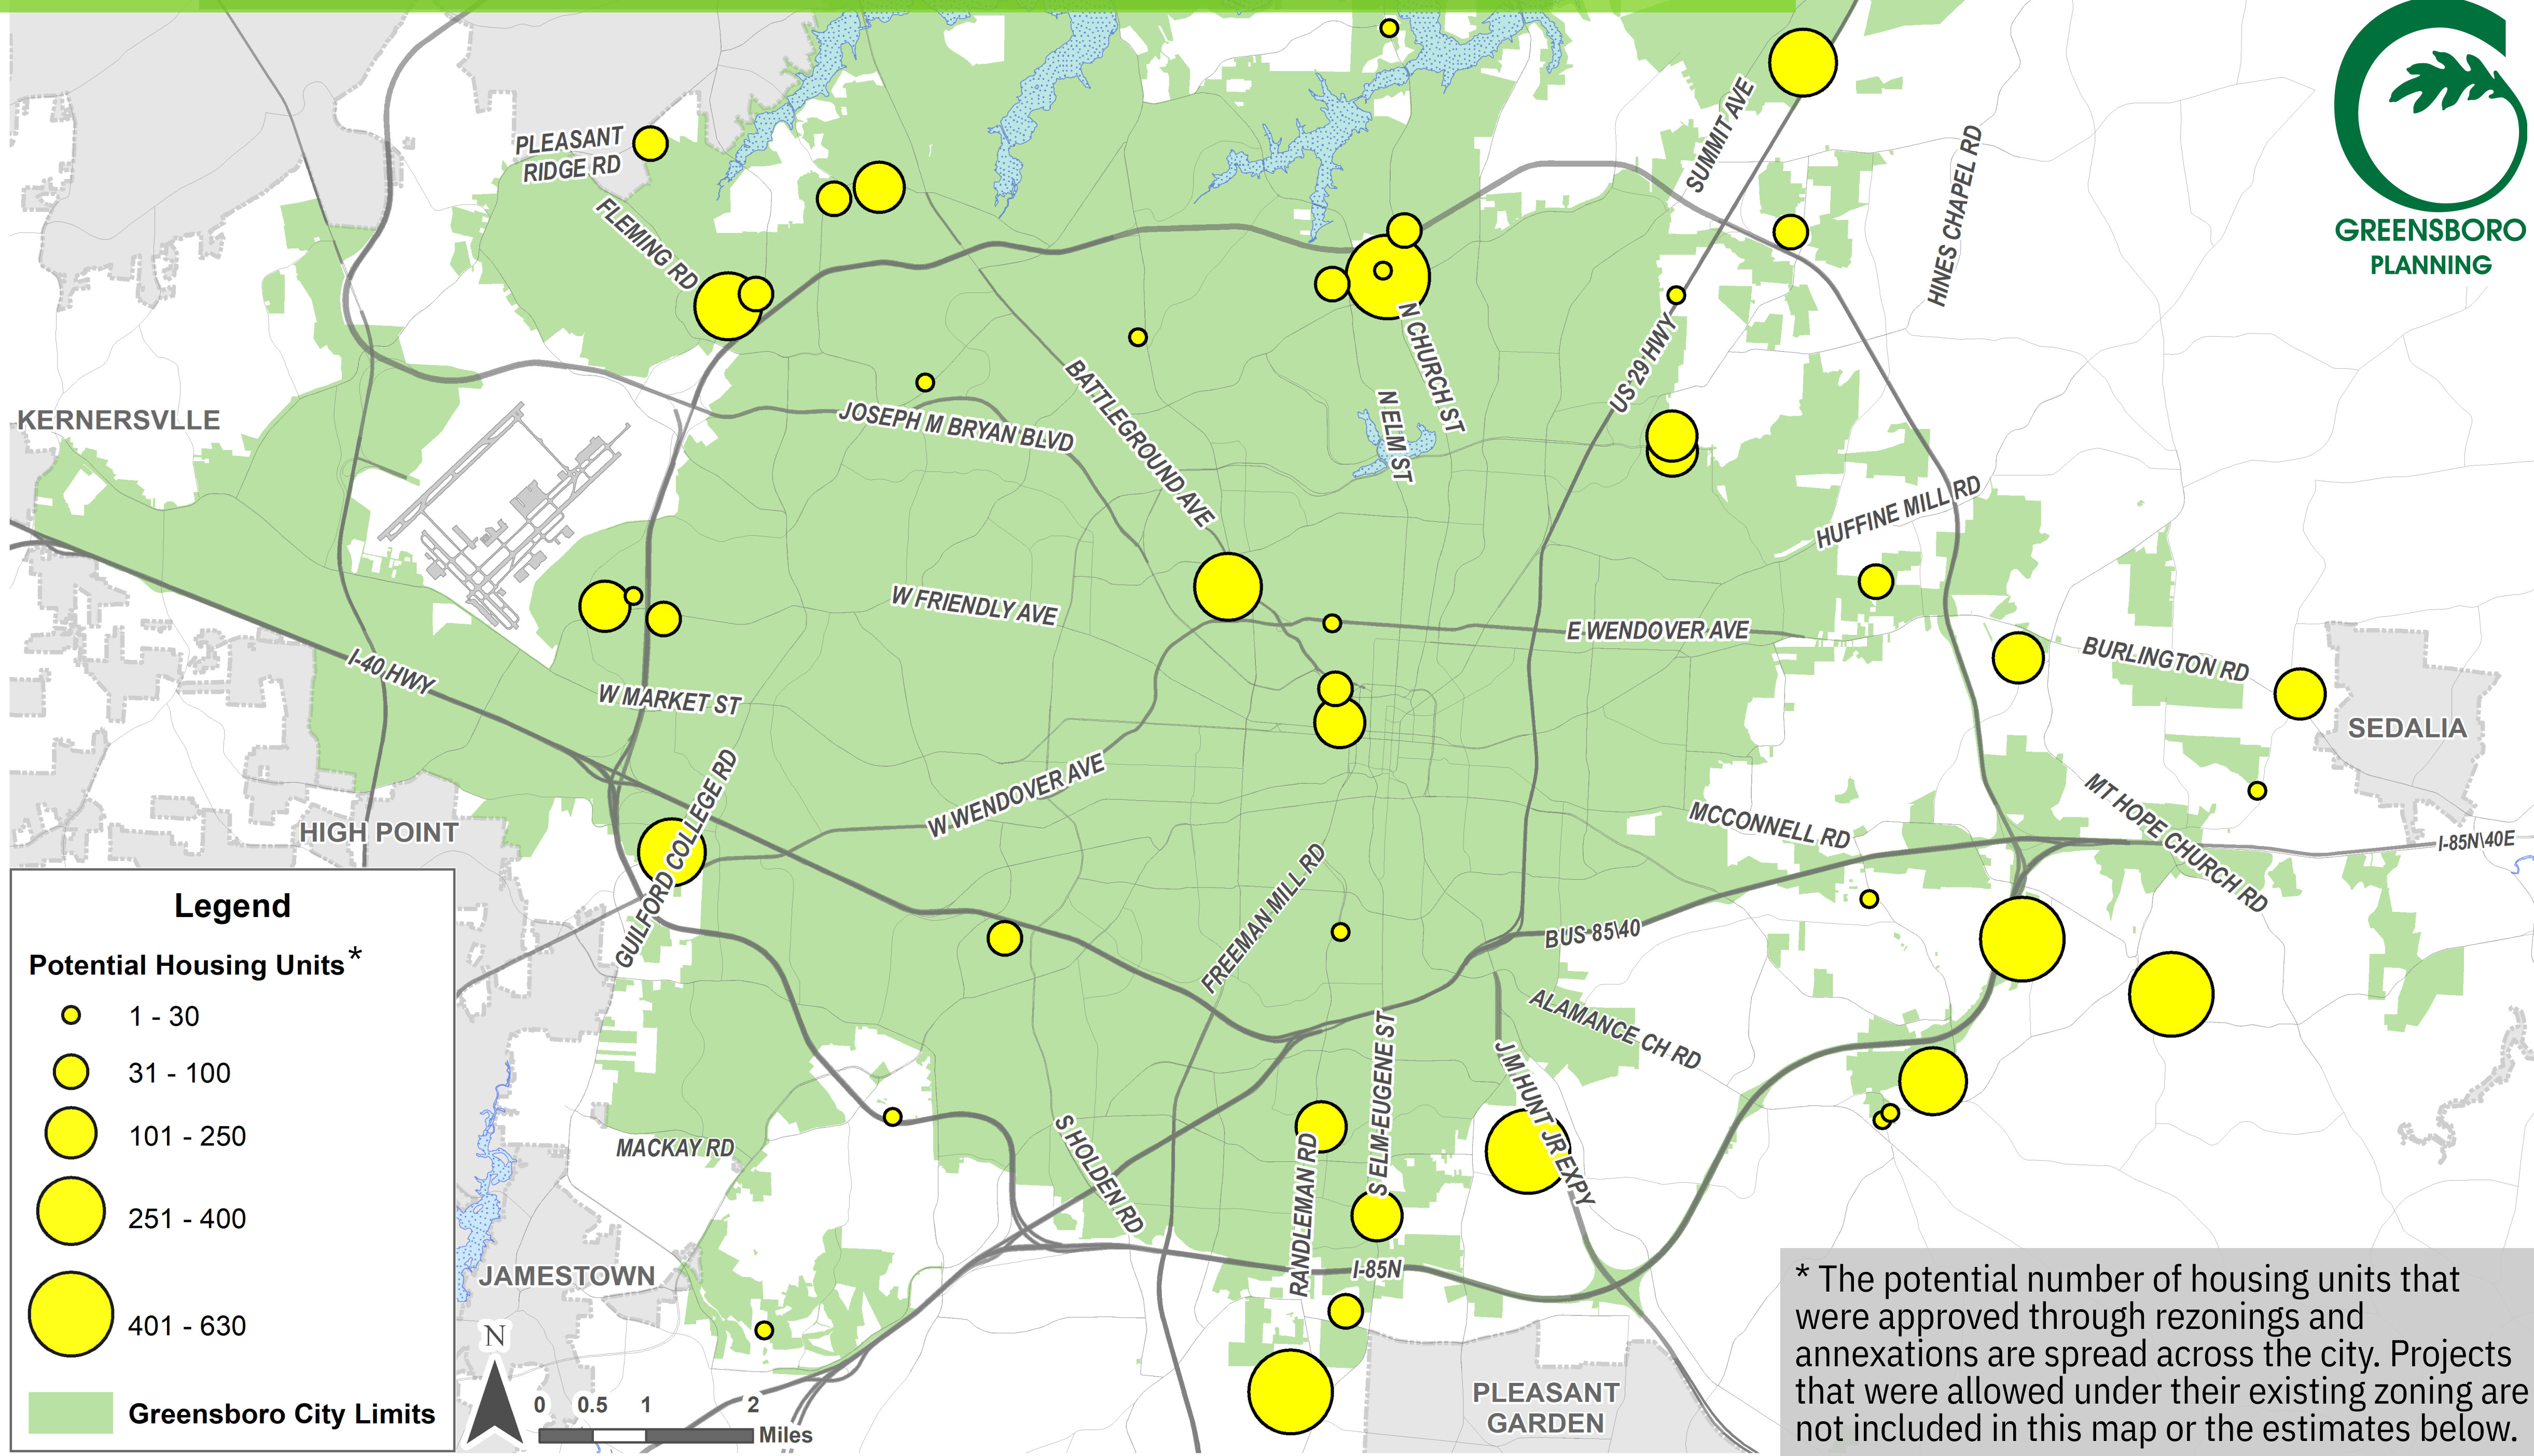 GREENSBORO
PLANNING
PLEASANT
RIDGE RD
FLEMING RD
SUMMIT AVE
HINES CHAPEL RD
N CHURCH ST
US 29 HWY
BATTLEGROUND AVE
JOSEPH M BRYAN BLVD
N ELM ST
KERNERSVLLE
HUFFINE MILL RD
W FRIENDLY AVE
E WENDOVER AVE
BURLINGTON RD
I-40 HWY
W MARKET ST
SEDALIA
GUILFORD COLLEGE RD
W WENDOVER AVE
MCCONNELL RD
MT HOPE CHURCH RD
HIGH POINT
I-85N\40E
FREEMAN MILL RD
BUS 85\40
ALAMANCE CH RD
S ELM-EUGENE ST
J M HUNT JR EXPY
MACKAY RD
S HOLDEN RD
RANDLEMAN RD
I-85N
JAMESTOWN
PLEASANT
GARDEN
Legend
Potential Housing Units*
1 - 30
31 - 100
101 - 250
251 - 400
401 - 630
Greensboro City Limits
N
0 0.5 1 2
Miles
* The potential number of housing units that
were approved through rezonings and
annexations are spread across the city. Projects
that were allowed under their existing zoning are
not included in this map or the estimates below.